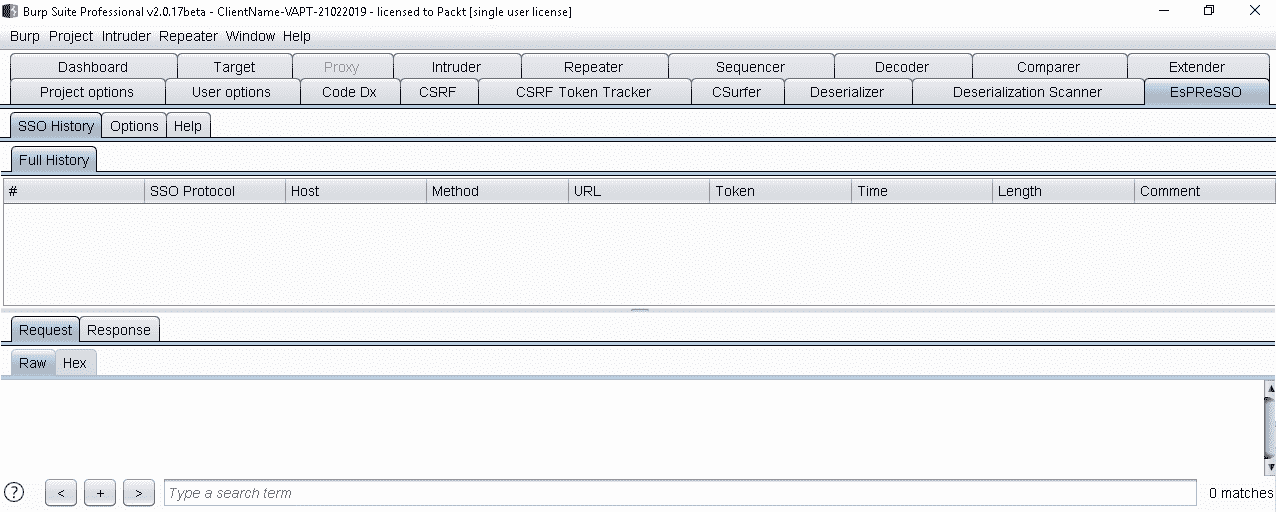 Burp Suite Professional v2.0.17beta - ClientName-VAPT-21022019 - licensed to Packt [single user license]
Burp Project Intruder Repeater Window Help
Dashboard Target Proxy Intruder Repeater Sequencer Decoder Comparer Extender
Project options User options Code Dx CSRF CSRF Token Tracker CSurfer Deserializer Deserialization Scanner EsPReSSO
SSO History Options Help
Full History
# SSO Protocol Host Method URL Token Time Length Comment
Request Response
Raw Hex
? < + > Type a search term 0 matches